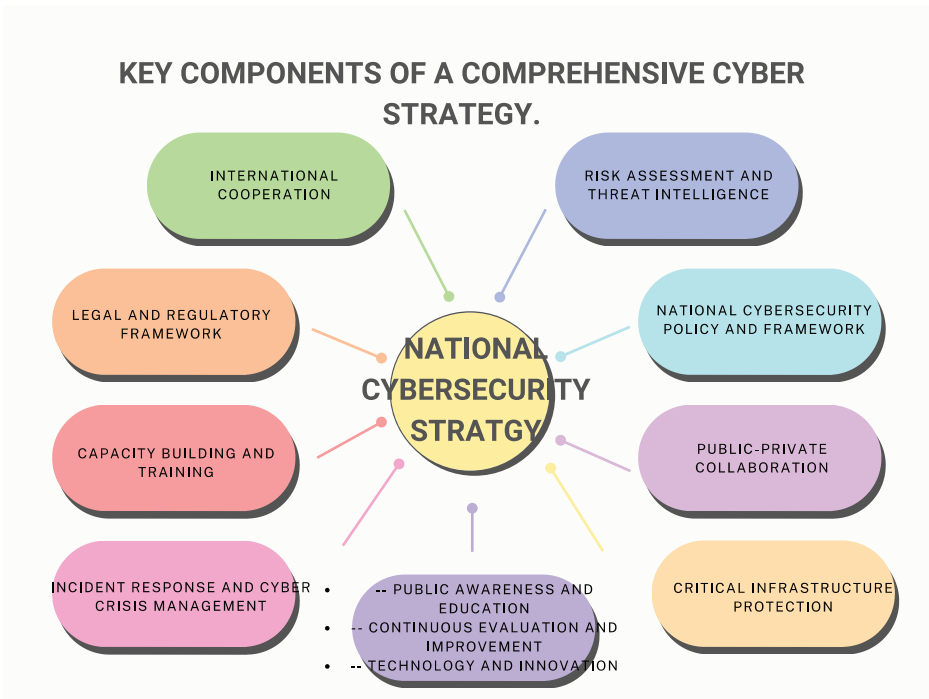 KEY COMPONENTS OF A COMPREHENSIVE CYBER
STRATEGY.
INTERNATIONAL
COOPERATION
RISK ASSESSMENT AND
THREAT INTELLIGENCE
LEGAL AND REGULATORY
FRAMEWORK
NATIONAL CYBERSECURITY
POLICY AND FRAMEWORK
NATIONAL
CYBERSECURITY
STRATGY
CAPACITY BUILDING AND
TRAINING
PUBLIC-PRIVATE
COLLABORATION
INCIDENT RESPONSE AND CYBER
CRISIS MANAGEMENT
• -- PUBLIC AWARENESS AND
EDUCATION
• -- CONTINUOUS EVALUATION AND
IMPROVEMENT
• -- TECHNOLOGY AND INNOVATION
CRITICAL INFRASTRUCTURE
PROTECTION